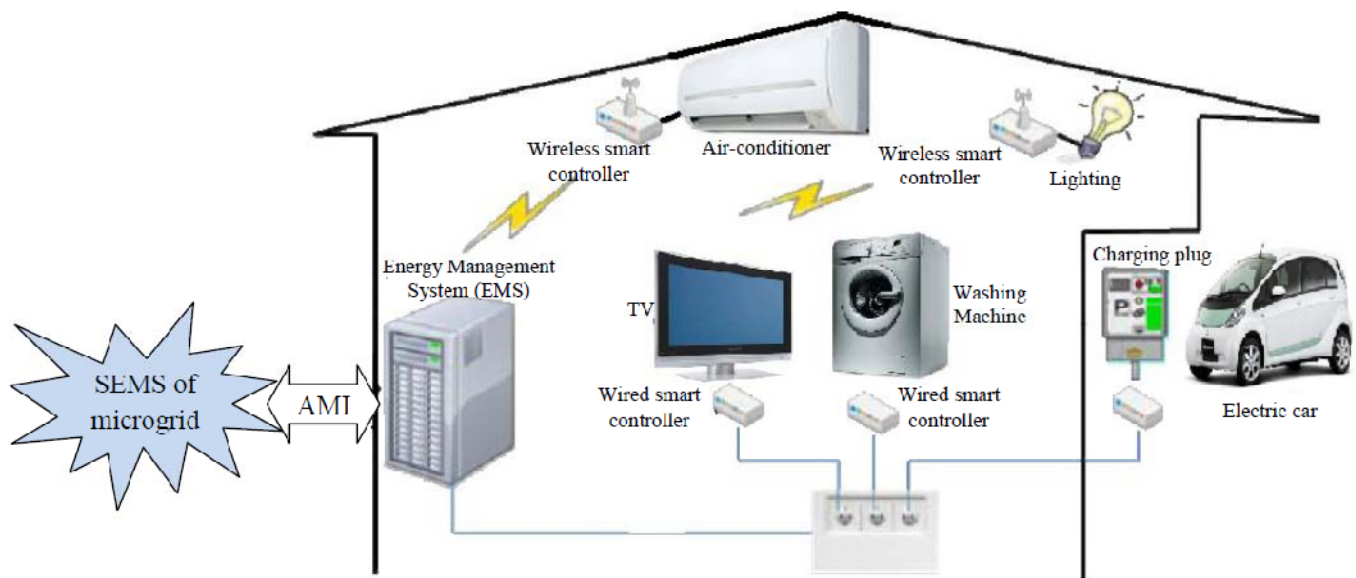 Wireless smart
controller
Air-conditioner
Wireless smart
controller
Lighting
Energy Management
System (EMS)
TV
Washing
Machine
Charging plug
SEMS of
microgrid
AMI
Wired smart
controller
Wired smart
controller
Electric car